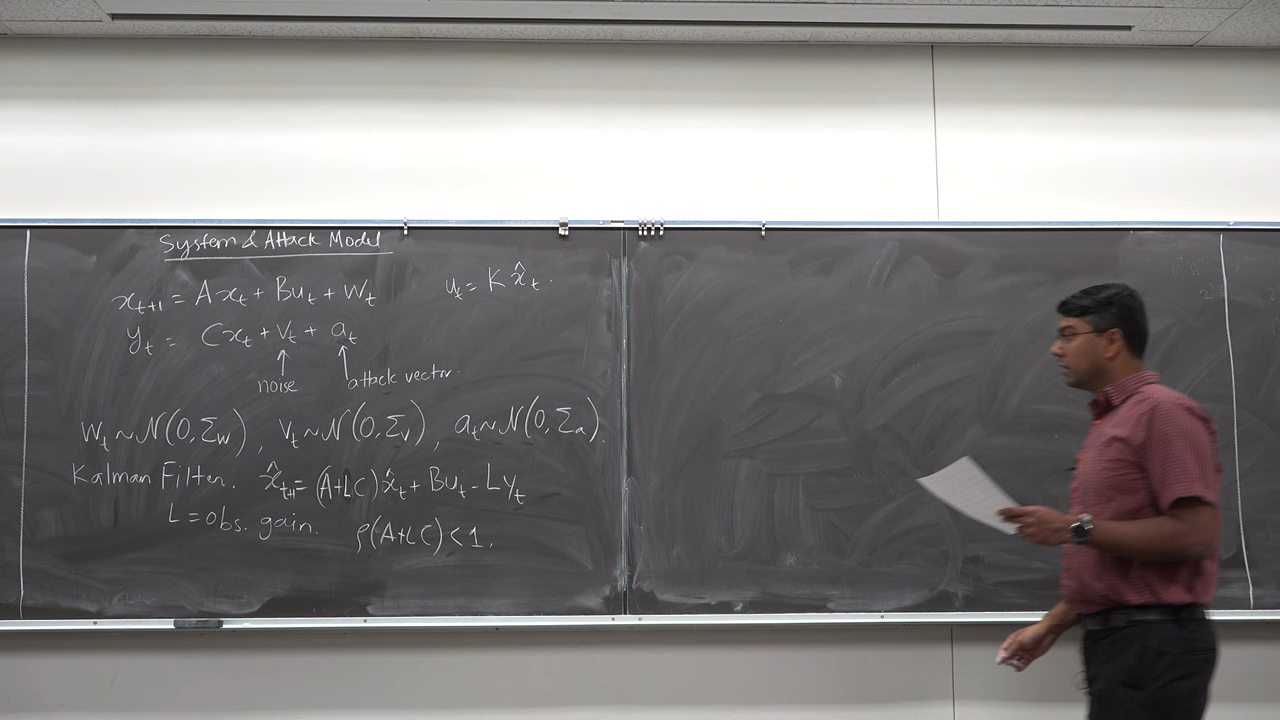 System & Attack Model
x_{t+1} = Ax_t + Bu_t + w_t
u_t = K x̂_t.
y_t = Cx_t + v_t + a_t
noise
attack vector.
w_t ~ N(0, Σ_w), v_t ~ N(0, Σ_v), a_t ~ N(0, Σ_a).
Kalman Filter. x̂_{t+1} = (A+LC)x̂_t + Bu_t - Ly_t
L = obs. gain. ρ(A+LC) < 1.